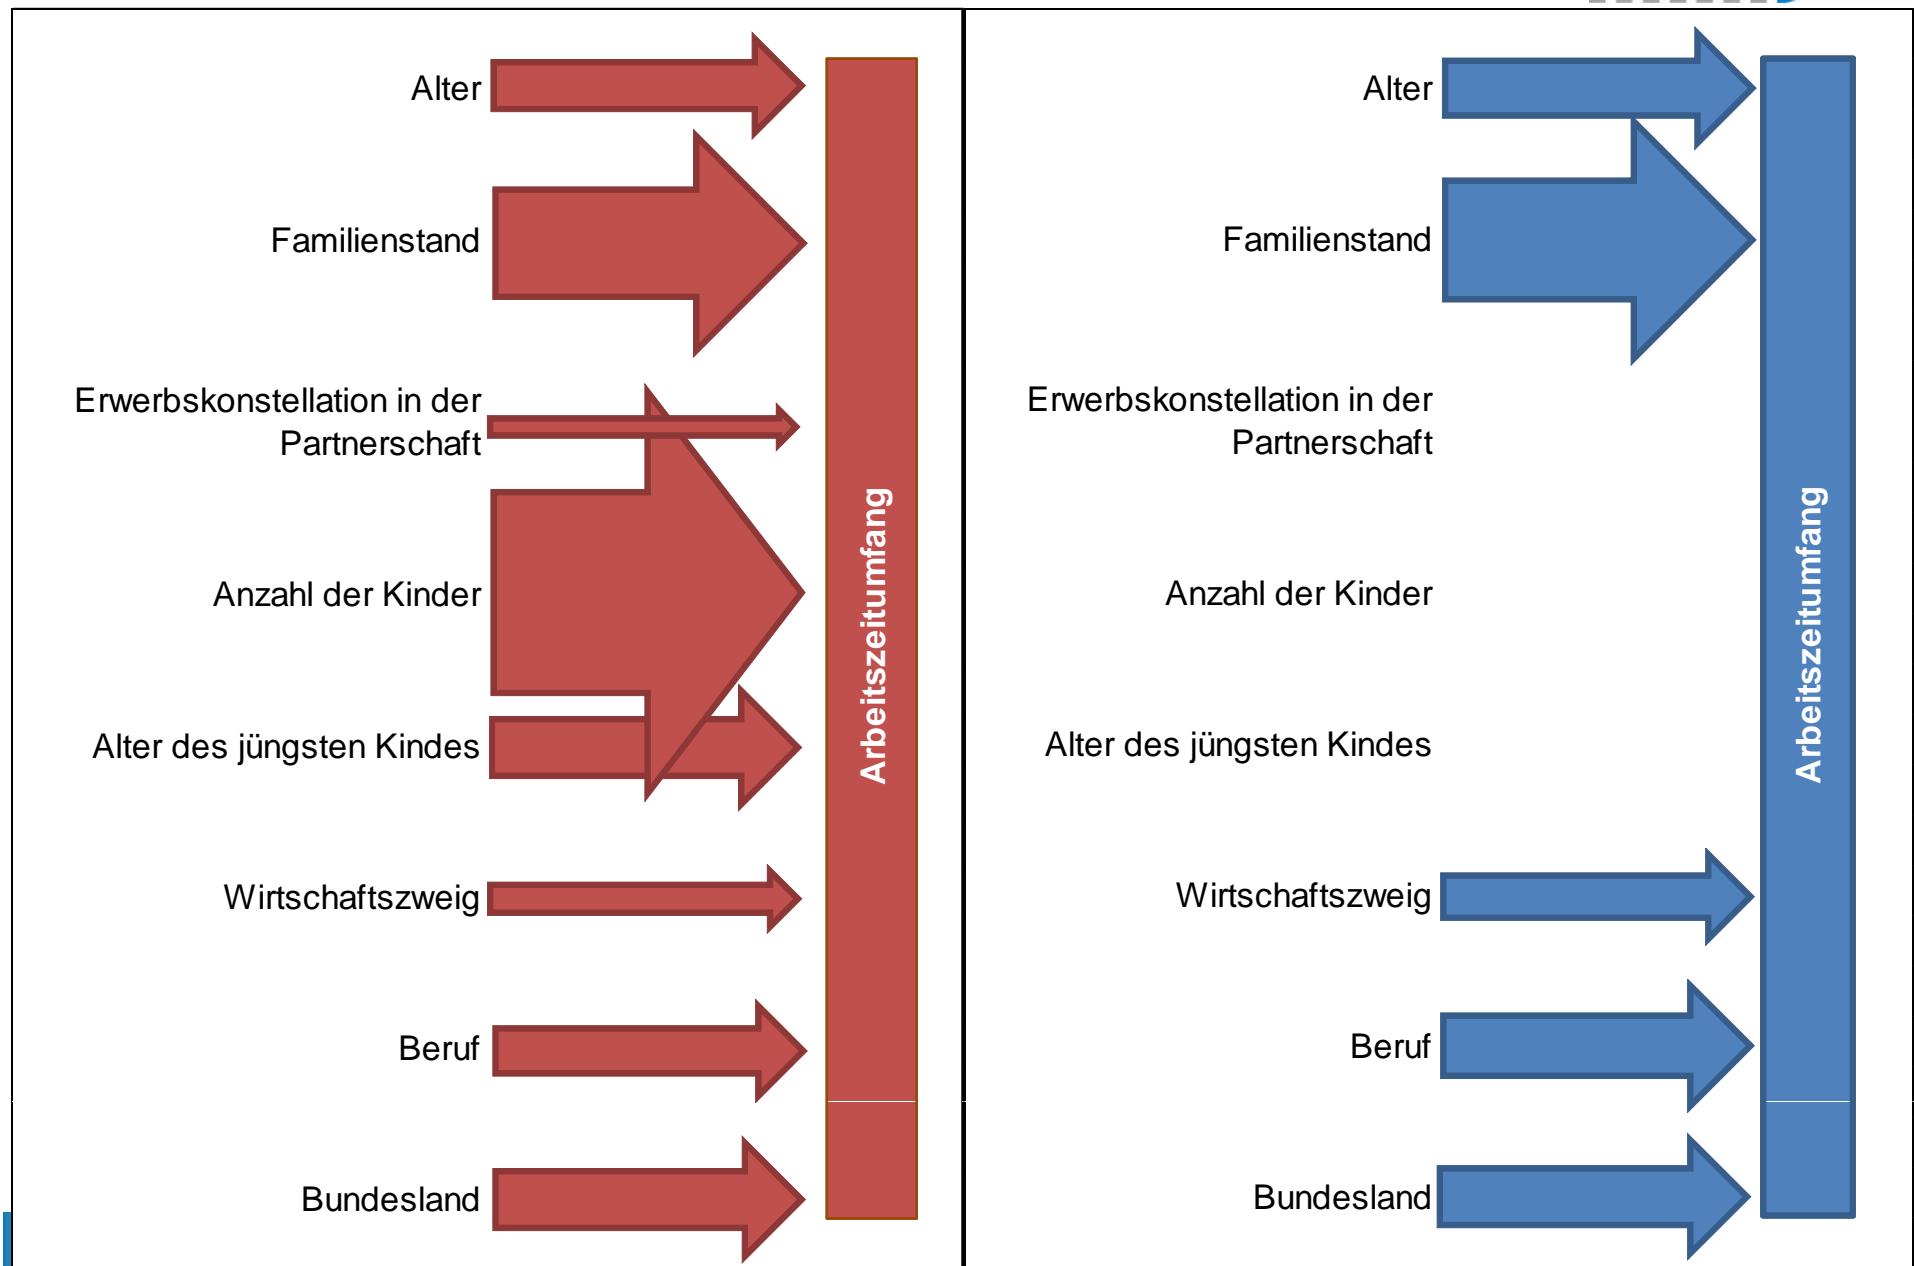 Alter
Familienstand
Erwerbskonstellation in der
Partnerschaft
Anzahl der Kinder
Alter des jüngsten Kindes
Wirtschaftszweig
Beruf
Bundesland
Arbeitszeitumfang
Alter
Familienstand
Erwerbskonstellation in der
Partnerschaft
Anzahl der Kinder
Alter des jüngsten Kindes
Wirtschaftszweig
Beruf
Bundesland
Arbeitszeitumfang